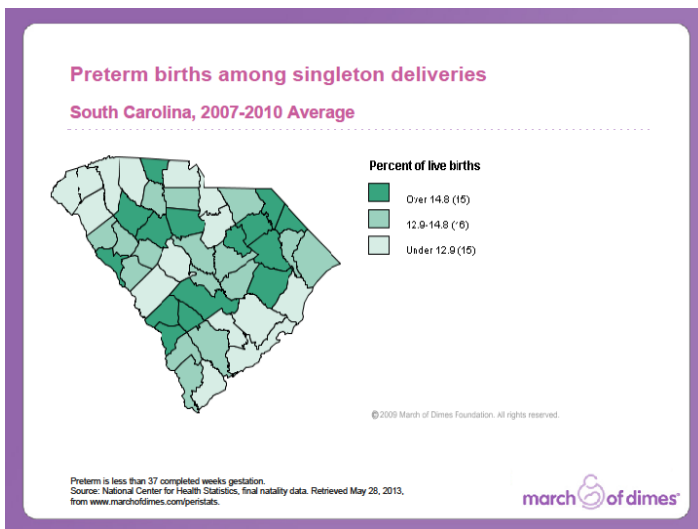 Preterm births among singleton deliveries
South Carolina, 2007-2010 Average
Percent of live births
Over 14.8 (15)
12.9-14.8 (16)
Under 12.9 (15)
© 2009 March of Dimes Foundation. All rights reserved.
Preterm is less than 37 completed weeks gestation.
Source: National Center for Health Statistics, final natality data. Retrieved May 28, 2013,
from www.marchofdimes.com/peristats.
march of dimes®